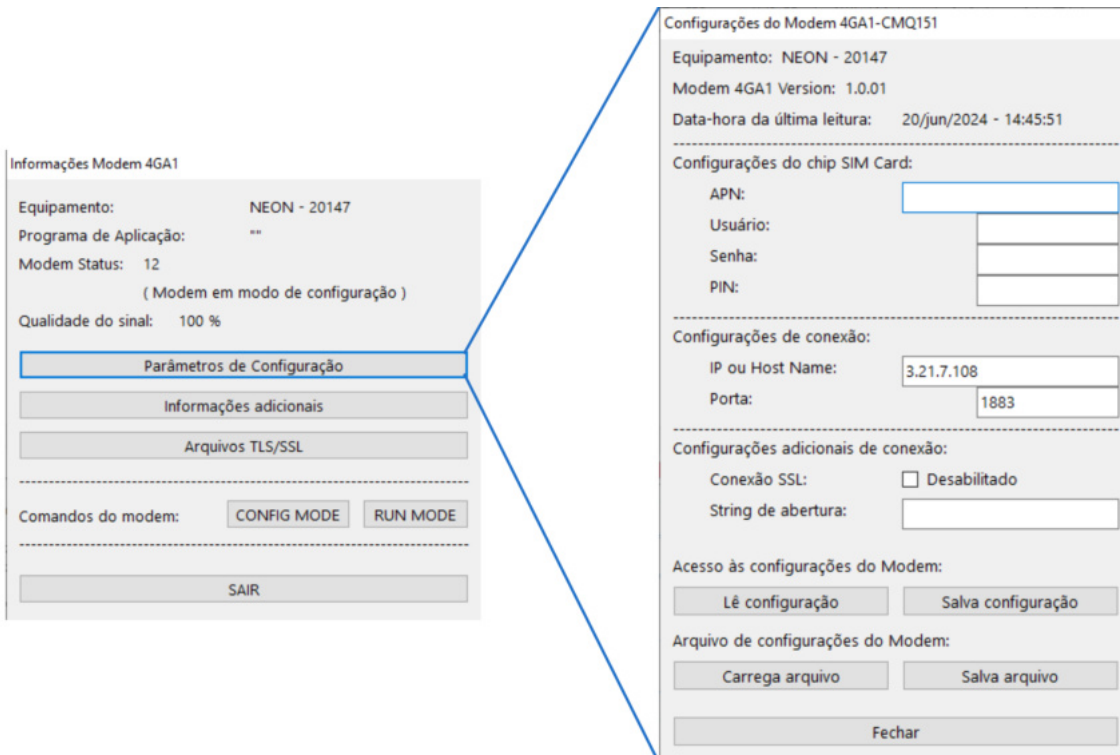 Informações Modem 4GA1
Equipamento: NEON - 20147
Programa de Aplicação: ""
Modem Status: 12
( Modem em modo de configuração )
Qualidade do sinal: 100 %
Parâmetros de Configuração
Informações adicionais
Arquivos TLS/SSL
Comandos do modem: CONFIG MODE RUN MODE
SAIR
Configurações do Modem 4GA1-CMQ151
Equipamento: NEON - 20147
Modem 4GA1 Version: 1.0.01
Data-hora da última leitura: 20/jun/2024 - 14:45:51
Configurações do chip SIM Card:
APN:
Usuário:
Senha:
PIN:
Configurações de conexão:
IP ou Host Name: 3.21.7.108
Porta: 1883
Configurações adicionais de conexão:
Conexão SSL: Desabilitado
String de abertura:
Acesso às configurações do Modem:
Lê configuração Salva configuração
Arquivo de configurações do Modem:
Carrega arquivo Salva arquivo
Fechar